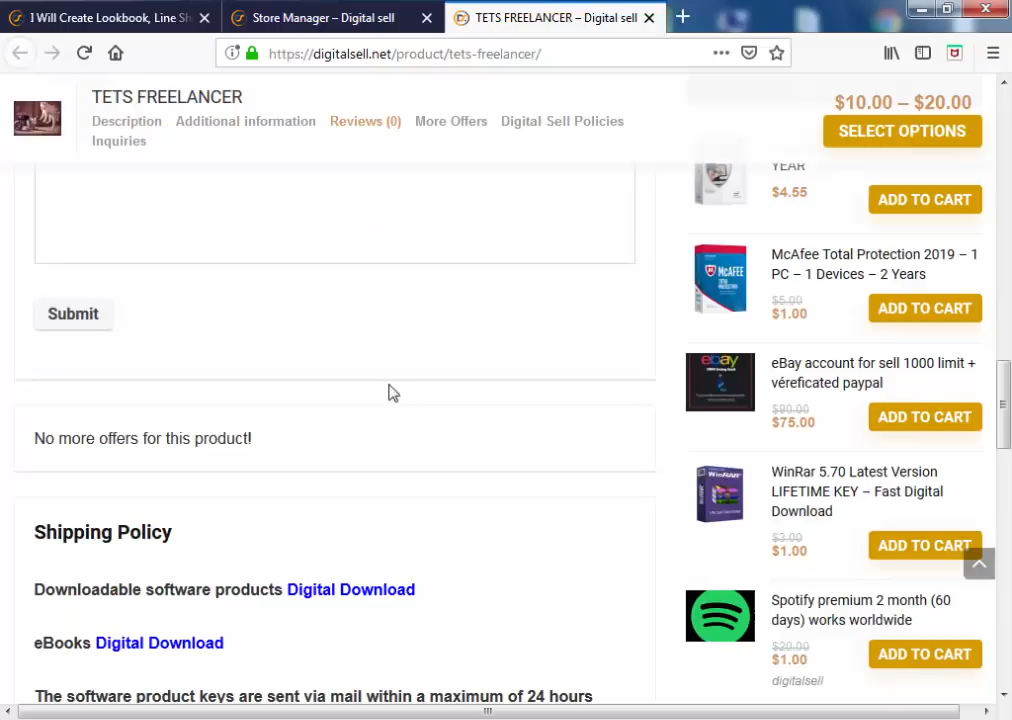 I Will Create Lookbook, Line Sh
Store Manager – Digital sell
TETS FREELANCER – Digital sell
https://digitalsell.net/product/tets-freelancer/
TETS FREELANCER
Description
Additional information
Reviews (0)
More Offers
Digital Sell Policies
Inquiries
$10.00 – $20.00
SELECT OPTIONS
Submit
No more offers for this product!
Shipping Policy
Downloadable software products Digital Download
eBooks Digital Download
The software product keys are sent via mail within a maximum of 24 hours
YEAR
$4.55
ADD TO CART
McAfee Total Protection 2019 – 1
PC – 1 Devices – 2 Years
$5.00
$1.00
ADD TO CART
McAFEE
ebay
eBay account for sell 1000 limit +
véreficated paypal
$90.00
$75.00
ADD TO CART
WinRAR
WinRar 5.70 Latest Version
LIFETIME KEY – Fast Digital
Download
$3.00
$1.00
ADD TO CART
Spotify premium 2 month (60
days) works worldwide
$20.00
$1.00
ADD TO CART
digitalsell